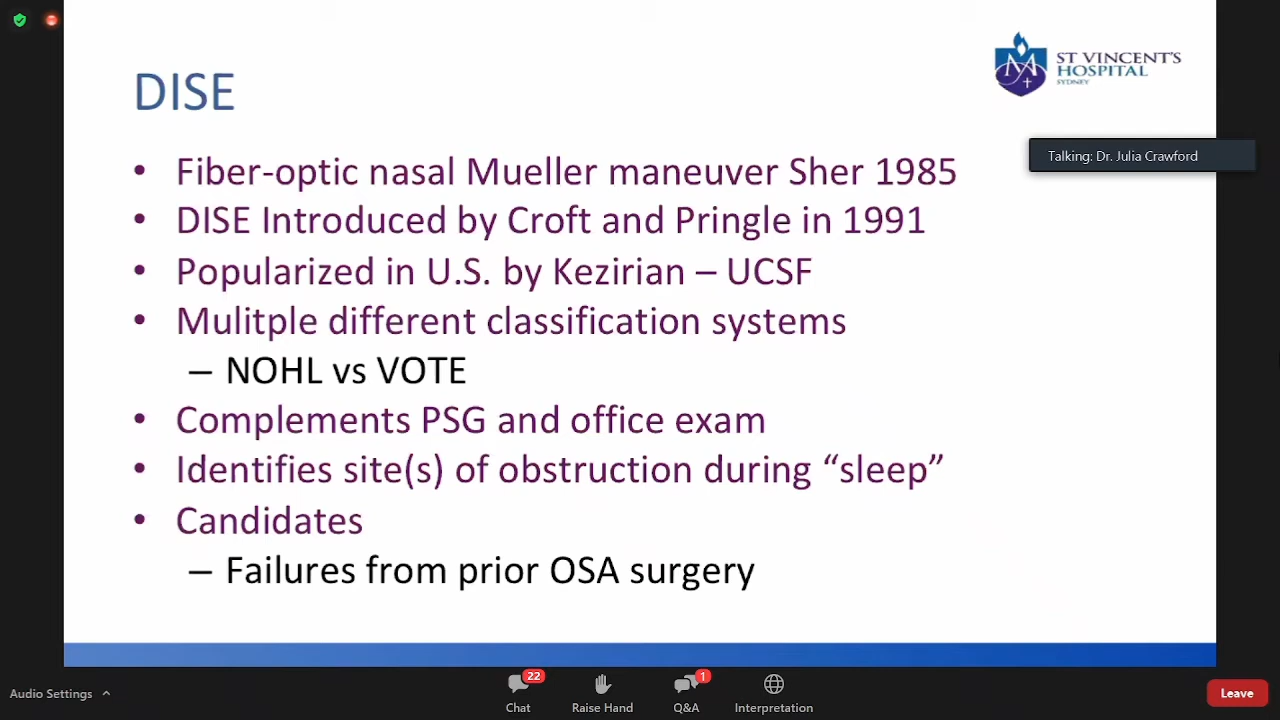 DISE
ST VINCENT'S
HOSPITAL
SYDNEY
Talking: Dr. Julia Crawford
• Fiber-optic nasal Mueller maneuver Sher 1985
• DISE Introduced by Croft and Pringle in 1991
• Popularized in U.S. by Kezirian – UCSF
• Mulitple different classification systems
– NOHL vs VOTE
• Complements PSG and office exam
• Identifies site(s) of obstruction during “sleep”
• Candidates
– Failures from prior OSA surgery
Audio Settings
22
Chat
Raise Hand
1
Q&A
Interpretation
Leave